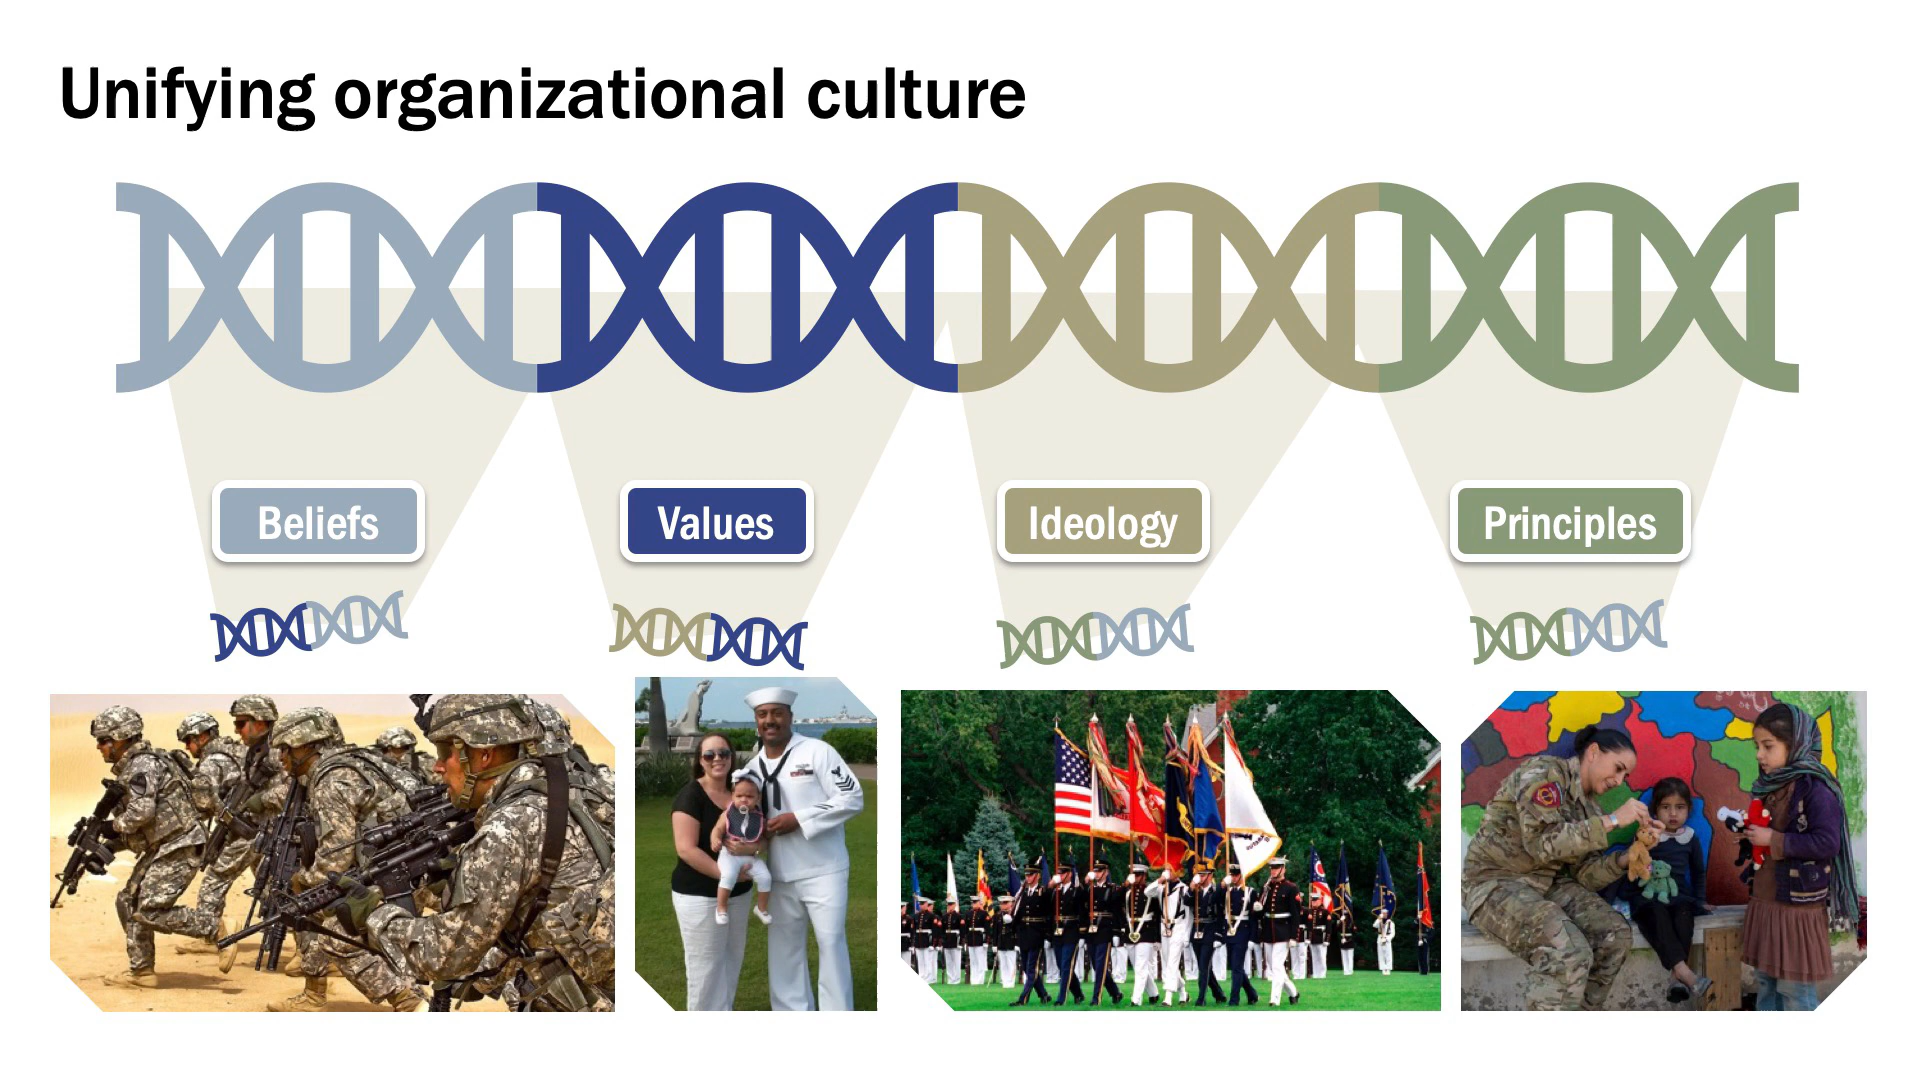 Unifying organizational culture
Beliefs
Values
Ideology
Principles